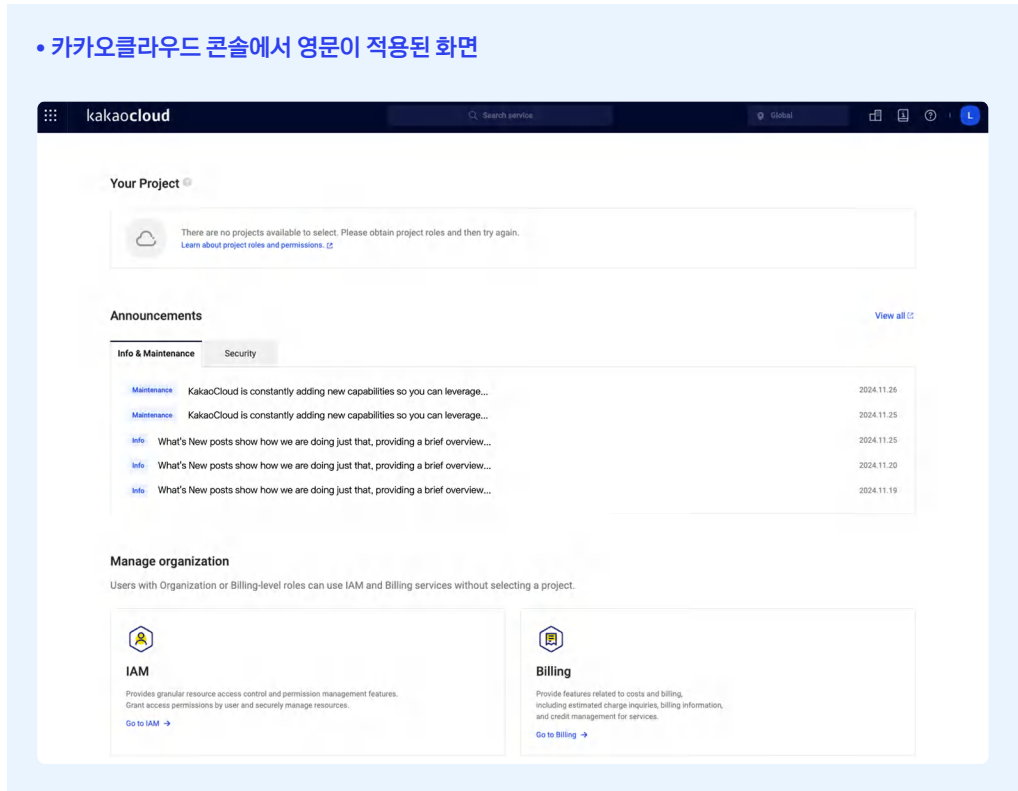 • 카카오클라우드 콘솔에서 영문이 적용된 화면
kakaocloud
Search service
Global
L
Your Project
There are no projects available to select. Please obtain project roles and then try again.
Learn about project roles and permissions.
Announcements
View all
Info & Maintenance
Security
Maintenance KakaoCloud is constantly adding new capabilities so you can leverage... 2024.11.26
Maintenance KakaoCloud is constantly adding new capabilities so you can leverage... 2024.11.25
Info What's New posts show how we are doing just that, providing a brief overview... 2024.11.25
Info What's New posts show how we are doing just that, providing a brief overview... 2024.11.20
Info What's New posts show how we are doing just that, providing a brief overview... 2024.11.19
Manage organization
Users with Organization or Billing-level roles can use IAM and Billing services without selecting a project.
IAM
Provides granular resource access control and permission management features.
Grant access permissions by user and securely manage resources.
Go to IAM →
Billing
Provide features related to costs and billing,
including estimated charge inquiries, billing information,
and credit management for services.
Go to Billing →